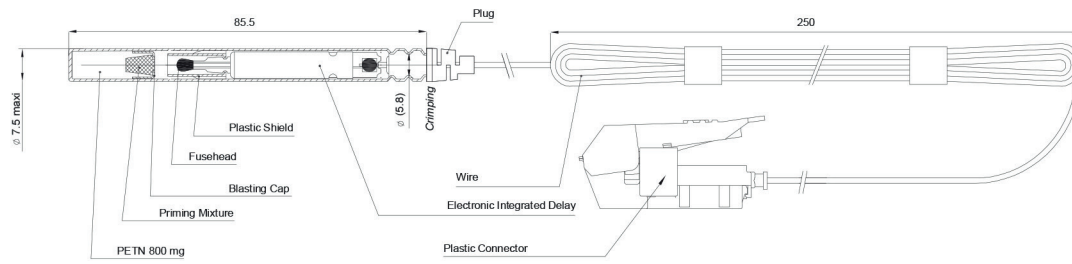 85.5
Plug
250
⌀ 7.5 maxi
⌀ (5.8)
Crimping
Plastic Shield
Fusehead
Wire
Blasting Cap
Electronic Integrated Delay
Priming Mixture
Plastic Connector
PETN 800 mg